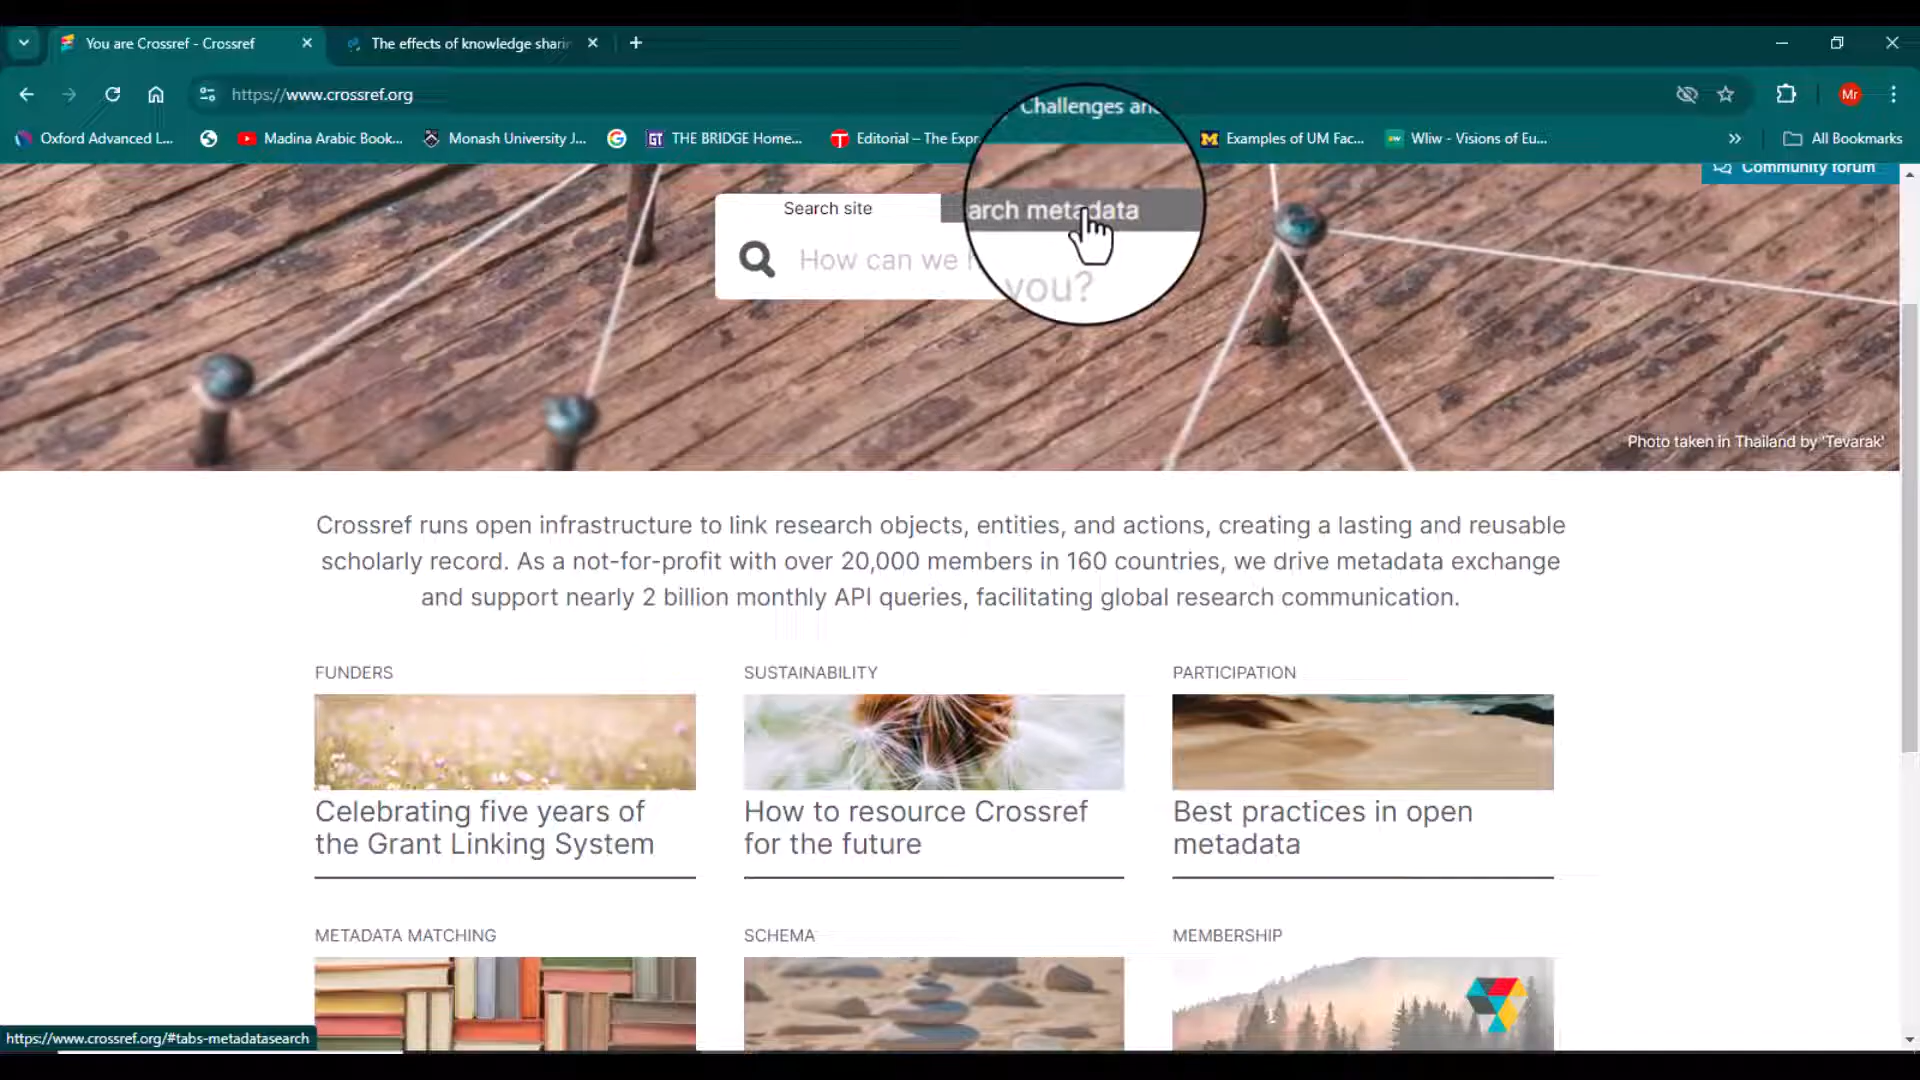 You are Crossref - Crossref
The effects of knowledge sharin
https://www.crossref.org
Mr
Oxford Advanced L...
Madina Arabic Book...
Monash University J...
THE BRIDGE Home...
Editorial – The Expr
Challenges an
Examples of UM Fac...
Wliw - Visions of Eu...
All Bookmarks
Community forum
Search site
arch metadata
How can we h
you?
Photo taken in Thailand by 'Tevarak'
Crossref runs open infrastructure to link research objects, entities, and actions, creating a lasting and reusable
scholarly record. As a not-for-profit with over 20,000 members in 160 countries, we drive metadata exchange
and support nearly 2 billion monthly API queries, facilitating global research communication.
FUNDERS
SUSTAINABILITY
PARTICIPATION
Celebrating five years of
the Grant Linking System
How to resource Crossref
for the future
Best practices in open
metadata
METADATA MATCHING
SCHEMA
MEMBERSHIP
https://www.crossref.org/#tabs-metadatasearch